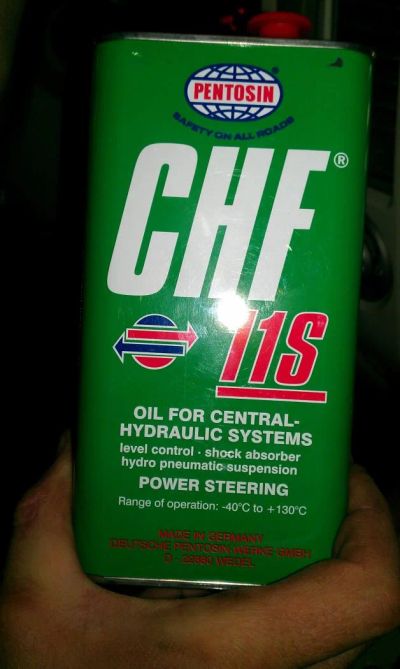 PENTOSIN
SAFETY ON ALL ROADS
CHF®
11S
OIL FOR CENTRAL-
HYDRAULIC SYSTEMS
level control · shock absorber
hydro pneumatic suspension
POWER STEERING
Range of operation: -40°C to +130°C
MADE IN GERMANY
DEUTSCHE PENTOSIN-WERKE GMBH
D - 22880 WEDEL